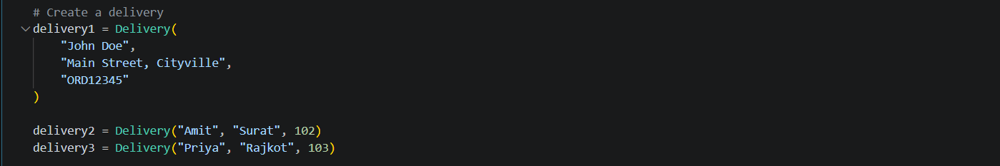 # Create a delivery
delivery1 = Delivery(
    "John Doe",
    "Main Street, Cityville",
    "ORD12345"
)
delivery2 = Delivery("Amit", "Surat", 102)
delivery3 = Delivery("Priya", "Rajkot", 103)